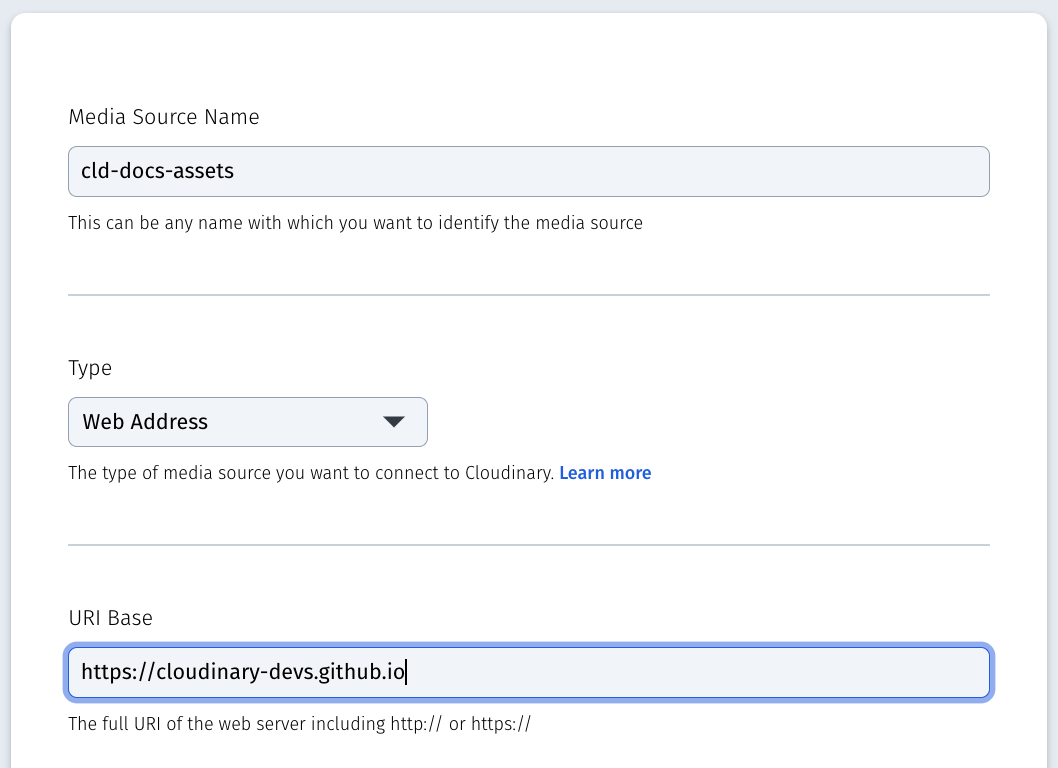 Media Source Name
cld-docs-assets
This can be any name with which you want to identify the media source
Type
Web Address
The type of media source you want to connect to Cloudinary. Learn more
URI Base
https://cloudinary-devs.github.io
The full URI of the web server including http:// or https://